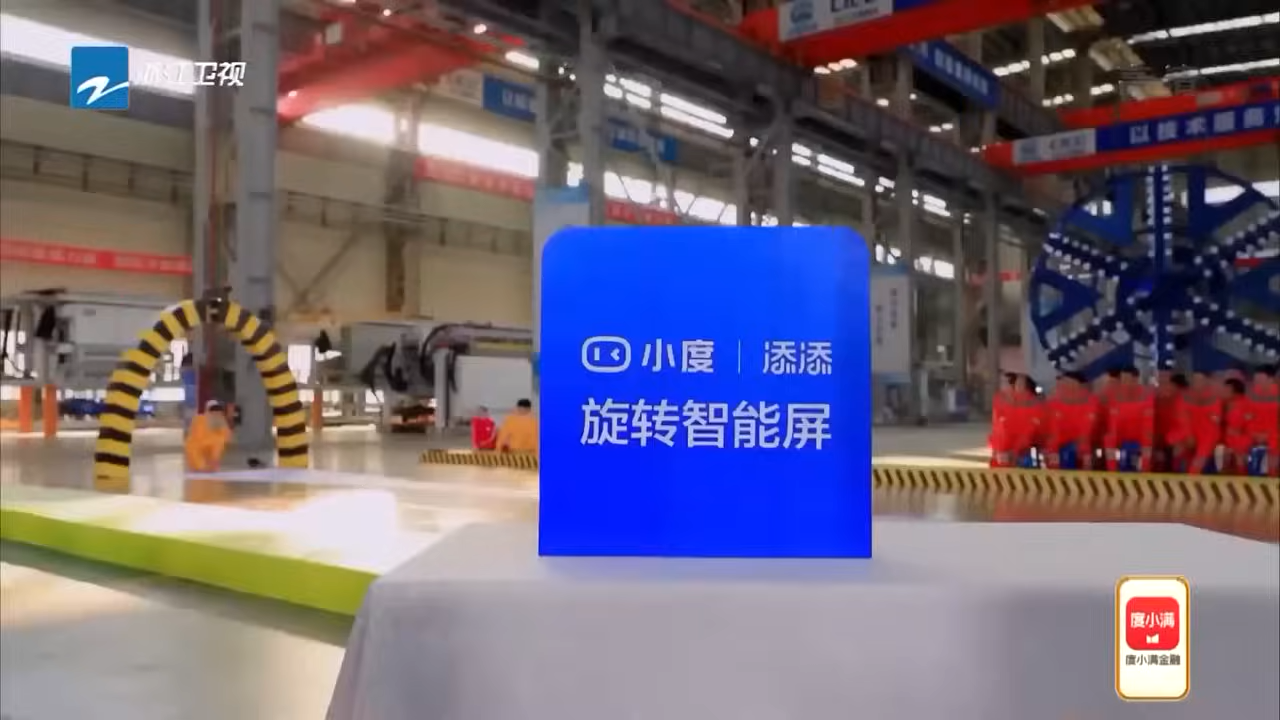 浙江卫视
以技术服务
小度 | 添添
旋转智能屏
度小满
度小满金融